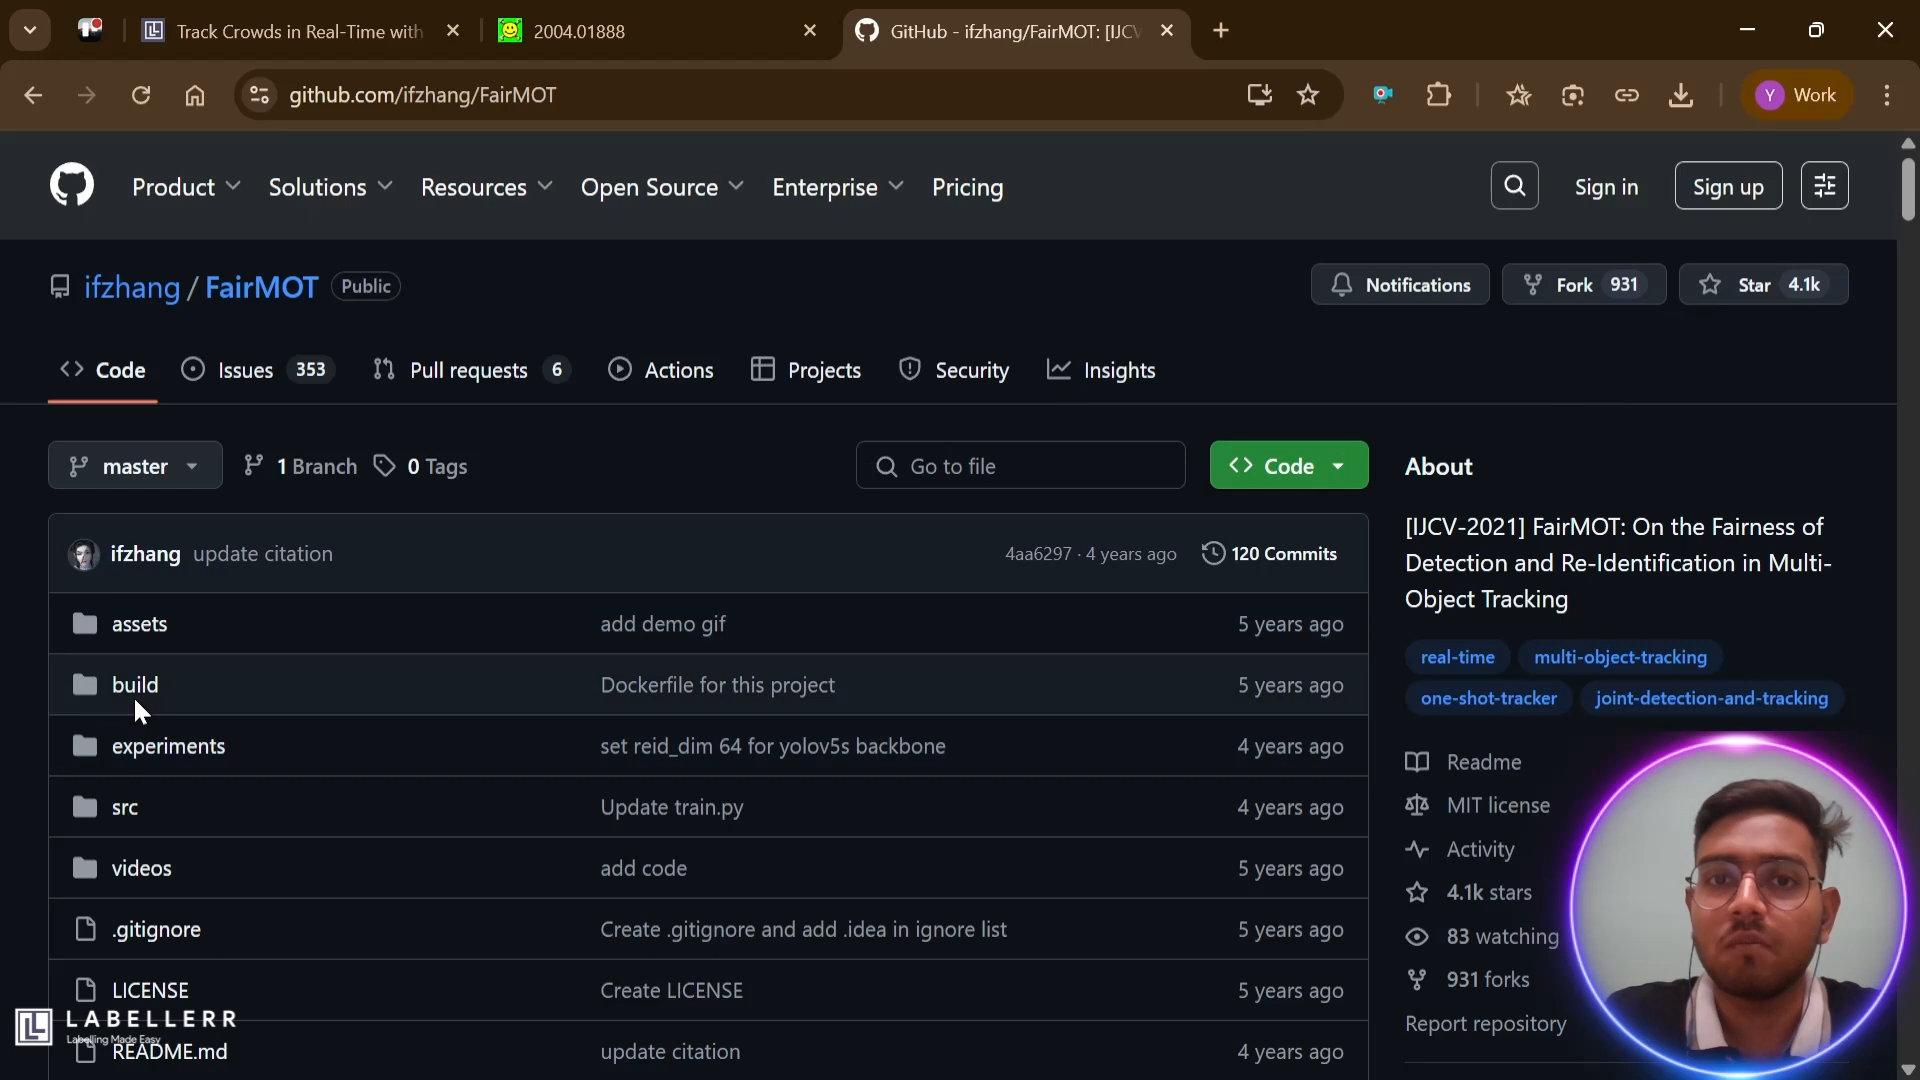 Track Crowds in Real-Time with
2004.01888
GitHub - ifzhang/FairMOT: [IJCV
github.com/ifzhang/FairMOT
Y Work
Product
Solutions
Resources
Open Source
Enterprise
Pricing
Sign in
Sign up
ifzhang / FairMOT Public
Notifications
Fork 931
Star 4.1k
Code
Issues 353
Pull requests 6
Actions
Projects
Security
Insights
master
1 Branch
0 Tags
Go to file
Code
ifzhang update citation
4aa6297 · 4 years ago
120 Commits
assets add demo gif 5 years ago
build Dockerfile for this project 5 years ago
experiments set reid_dim 64 for yolov5s backbone 4 years ago
src Update train.py 4 years ago
videos add code 5 years ago
.gitignore Create .gitignore and add .idea in ignore list 5 years ago
LICENSE Create LICENSE 5 years ago
README.md update citation 4 years ago
About
[IJCV-2021] FairMOT: On the Fairness of
Detection and Re-Identification in Multi-
Object Tracking
real-time multi-object-tracking
one-shot-tracker joint-detection-and-tracking
Readme
MIT license
Activity
4.1k stars
83 watching
931 forks
Report repository
LABELLERR
Labelling Made Easy